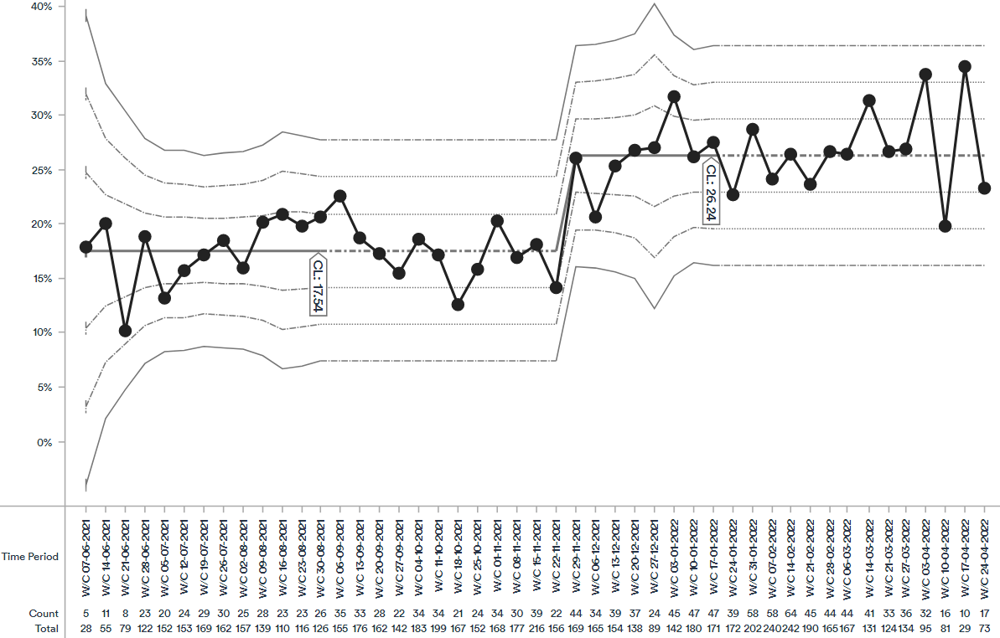 40%
35%
30%
25%
20%
15%
10%
5%
0%
CL: 17.54
CL: 26.24
Time Period
W/C 07-06-2021
W/C 14-06-2021
W/C 21-06-2021
W/C 28-06-2021
W/C 05-07-2021
W/C 12-07-2021
W/C 19-07-2021
W/C 26-07-2021
W/C 02-08-2021
W/C 09-08-2021
W/C 16-08-2021
W/C 23-08-2021
W/C 30-08-2021
W/C 06-09-2021
W/C 13-09-2021
W/C 20-09-2021
W/C 27-09-2021
W/C 04-10-2021
W/C 11-10-2021
W/C 18-10-2021
W/C 25-10-2021
W/C 01-11-2021
W/C 08-11-2021
W/C 15-11-2021
W/C 22-11-2021
W/C 29-11-2021
W/C 06-12-2021
W/C 13-12-2021
W/C 20-12-2021
W/C 27-12-2021
W/C 03-01-2022
W/C 10-01-2022
W/C 17-01-2022
W/C 24-01-2022
W/C 31-01-2022
W/C 07-02-2022
W/C 14-02-2022
W/C 21-02-2022
W/C 28-02-2022
W/C 06-03-2022
W/C 14-03-2022
W/C 21-03-2022
W/C 27-03-2022
W/C 03-04-2022
W/C 10-04-2022
W/C 17-04-2022
W/C 24-04-2022
Count 5 11 8 23 20 24 29 30 25 28 23 23 26 35 33 28 22 34 34 21 24 34 30 39 22 44 34 39 37 24 45 47 47 39 58 58 64 45 44 44 41 33 36 32 16 10 17
Total 28 55 79 122 152 153 169 162 157 139 110 116 126 155 176 162 142 183 199 167 152 168 177 216 156 169 165 154 138 89 142 180 171 172 202 240 242 190 165 167 131 124 134 95 81 29 73